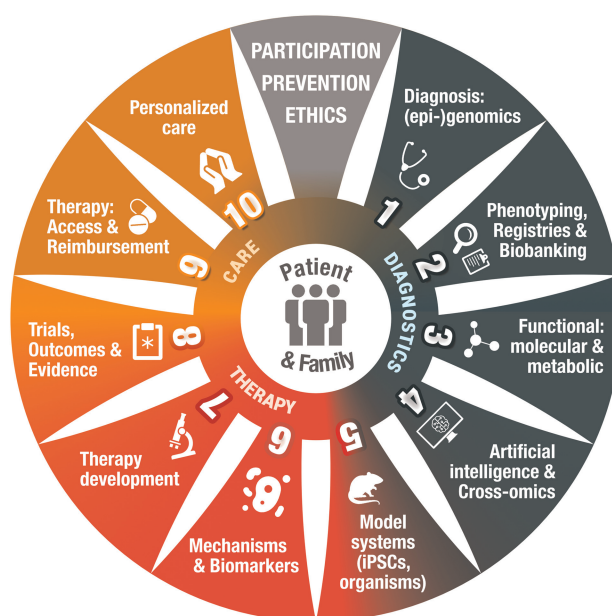 PARTICIPATION
PREVENTION
ETHICS
Diagnosis:
(epi-)genomics
1
Phenotyping,
Registries &
Biobanking
2
Functional:
molecular &
metabolic
3
Artificial
intelligence &
Cross-omics
4
Model
systems
(iPSCs,
organisms)
5
Mechanisms
& Biomarkers
6
Therapy
development
7
Trials,
Outcomes &
Evidence
8
Therapy:
Access &
Reimbursement
9
Personalized
care
10
DIAGNOSTICS
THERAPY
CARE
Patient
& Family